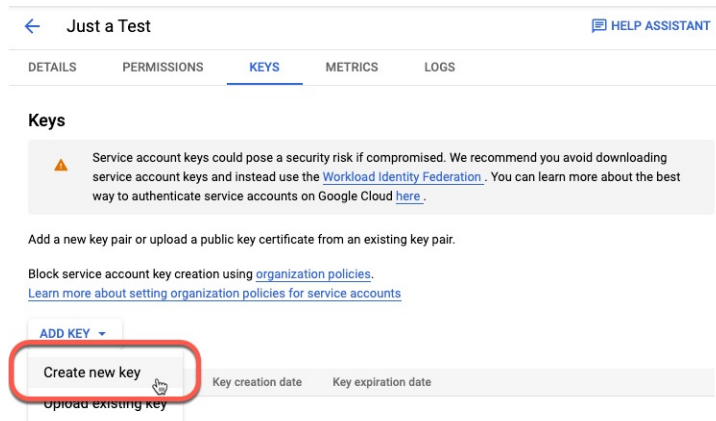 Just a Test
HELP ASSISTANT
DETAILS PERMISSIONS KEYS METRICS LOGS
Keys
Service account keys could pose a security risk if compromised. We recommend you avoid downloading
service account keys and instead use the Workload Identity Federation . You can learn more about the best
way to authenticate service accounts on Google Cloud here .
Add a new key pair or upload a public key certificate from an existing key pair.
Block service account key creation using organization policies.
Learn more about setting organization policies for service accounts
ADD KEY
Create new key
Key creation date Key expiration date
Upload existing key